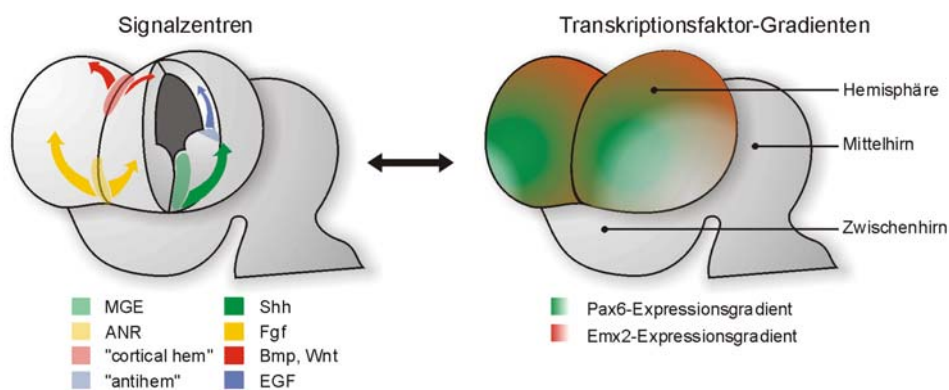 Signalzentren
Transkriptionsfaktor-Gradienten
Hemisphäre
Mittelhirn
Zwischenhirn
MGE
ANR
"cortical hem"
"antihem"
Shh
Fgf
Bmp, Wnt
EGF
Pax6-Expressionsgradient
Emx2-Expressionsgradient